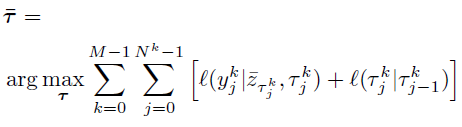 τ̄ =
arg max_τ ∑_{k=0}^{M−1} ∑_{j=0}^{N^k−1} [ℓ(y_j^k|z̄_{τ_j^k}, τ_j^k) + ℓ(τ_j^k|τ_{j−1}^k)]